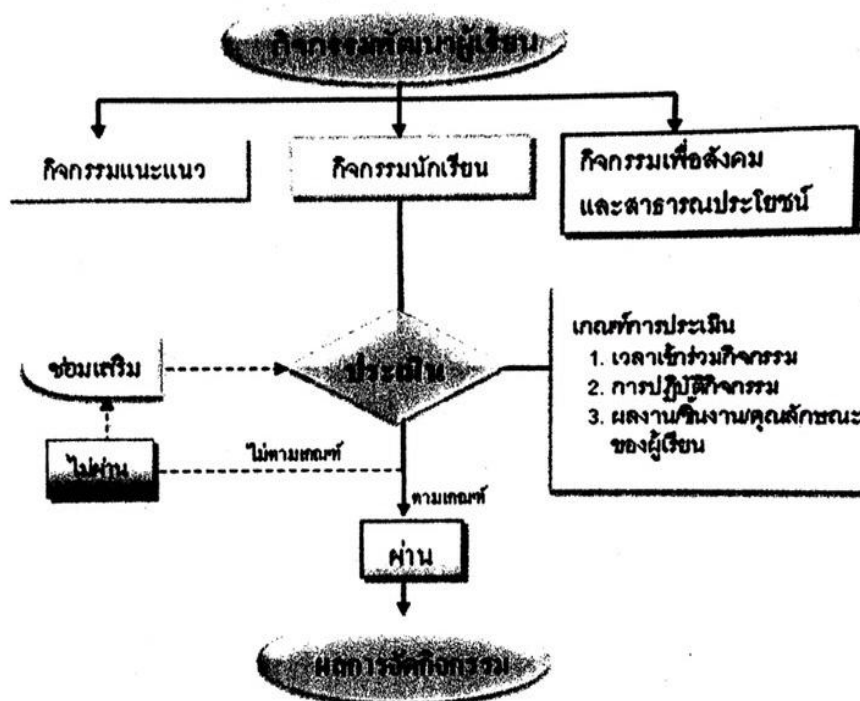 กิจกรรมพัฒนาผู้เรียน
กิจกรรมแนะแนว
กิจกรรมนักเรียน
กิจกรรมเพื่อสังคม
และสาธารณประโยชน์
ซ่อมเสริม
ประเมิน
เกณฑ์การประเมิน
1. เวลาเข้าร่วมกิจกรรม
2. การปฏิบัติกิจกรรม
3. ผลงาน/ชิ้นงาน/คุณลักษณะ
ของผู้เรียน
ไม่ผ่าน
ไม่ตามเกณฑ์
ตามเกณฑ์
ผ่าน
ผลการจัดกิจกรรม